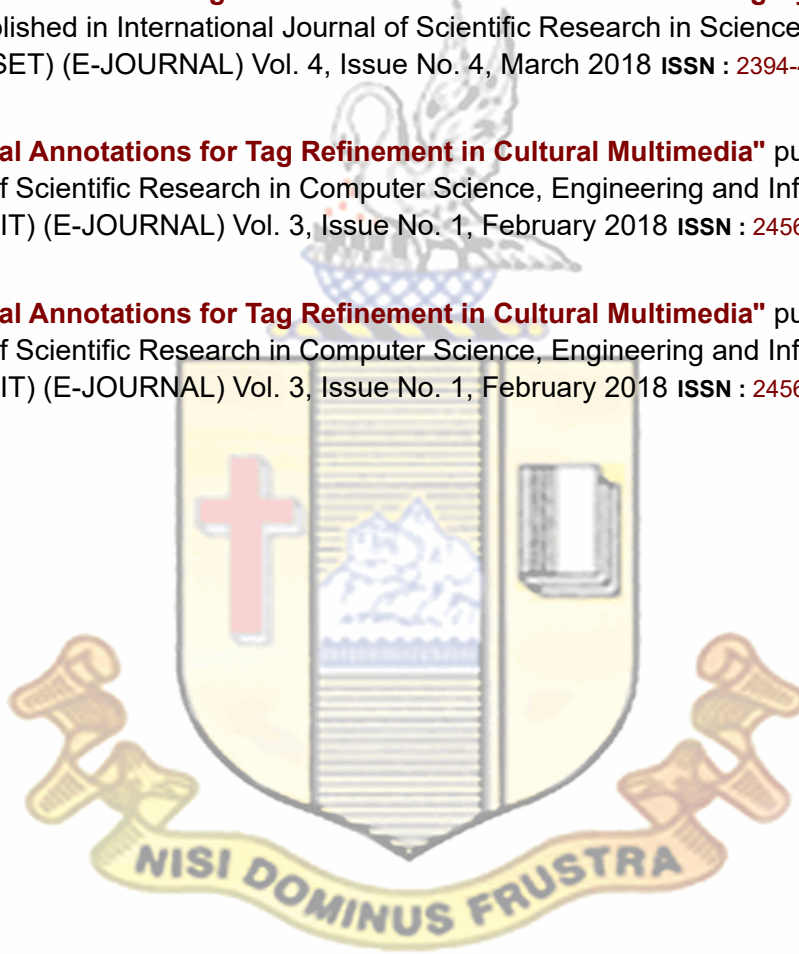 lished in International Journal of Scientific Research in Science
SET) (E-JOURNAL) Vol. 4, Issue No. 4, March 2018 ISSN : 2394-
al Annotations for Tag Refinement in Cultural Multimedia" pu
f Scientific Research in Computer Science, Engineering and Inf
IT) (E-JOURNAL) Vol. 3, Issue No. 1, February 2018 ISSN : 2456
al Annotations for Tag Refinement in Cultural Multimedia" pu
f Scientific Research in Computer Science, Engineering and Inf
IT) (E-JOURNAL) Vol. 3, Issue No. 1, February 2018 ISSN : 2456
NISI DOMINUS FRUSTRA